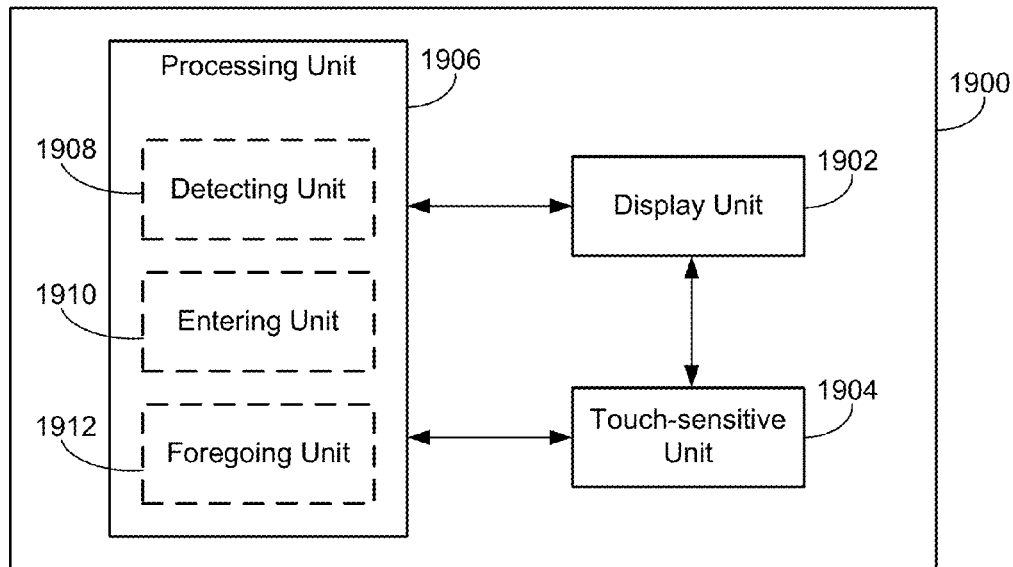 Processing Unit
1906
1900
1908
Detecting Unit
1902
Display Unit
1910
Entering Unit
1904
Touch-sensitive
Unit
1912
Foregoing Unit